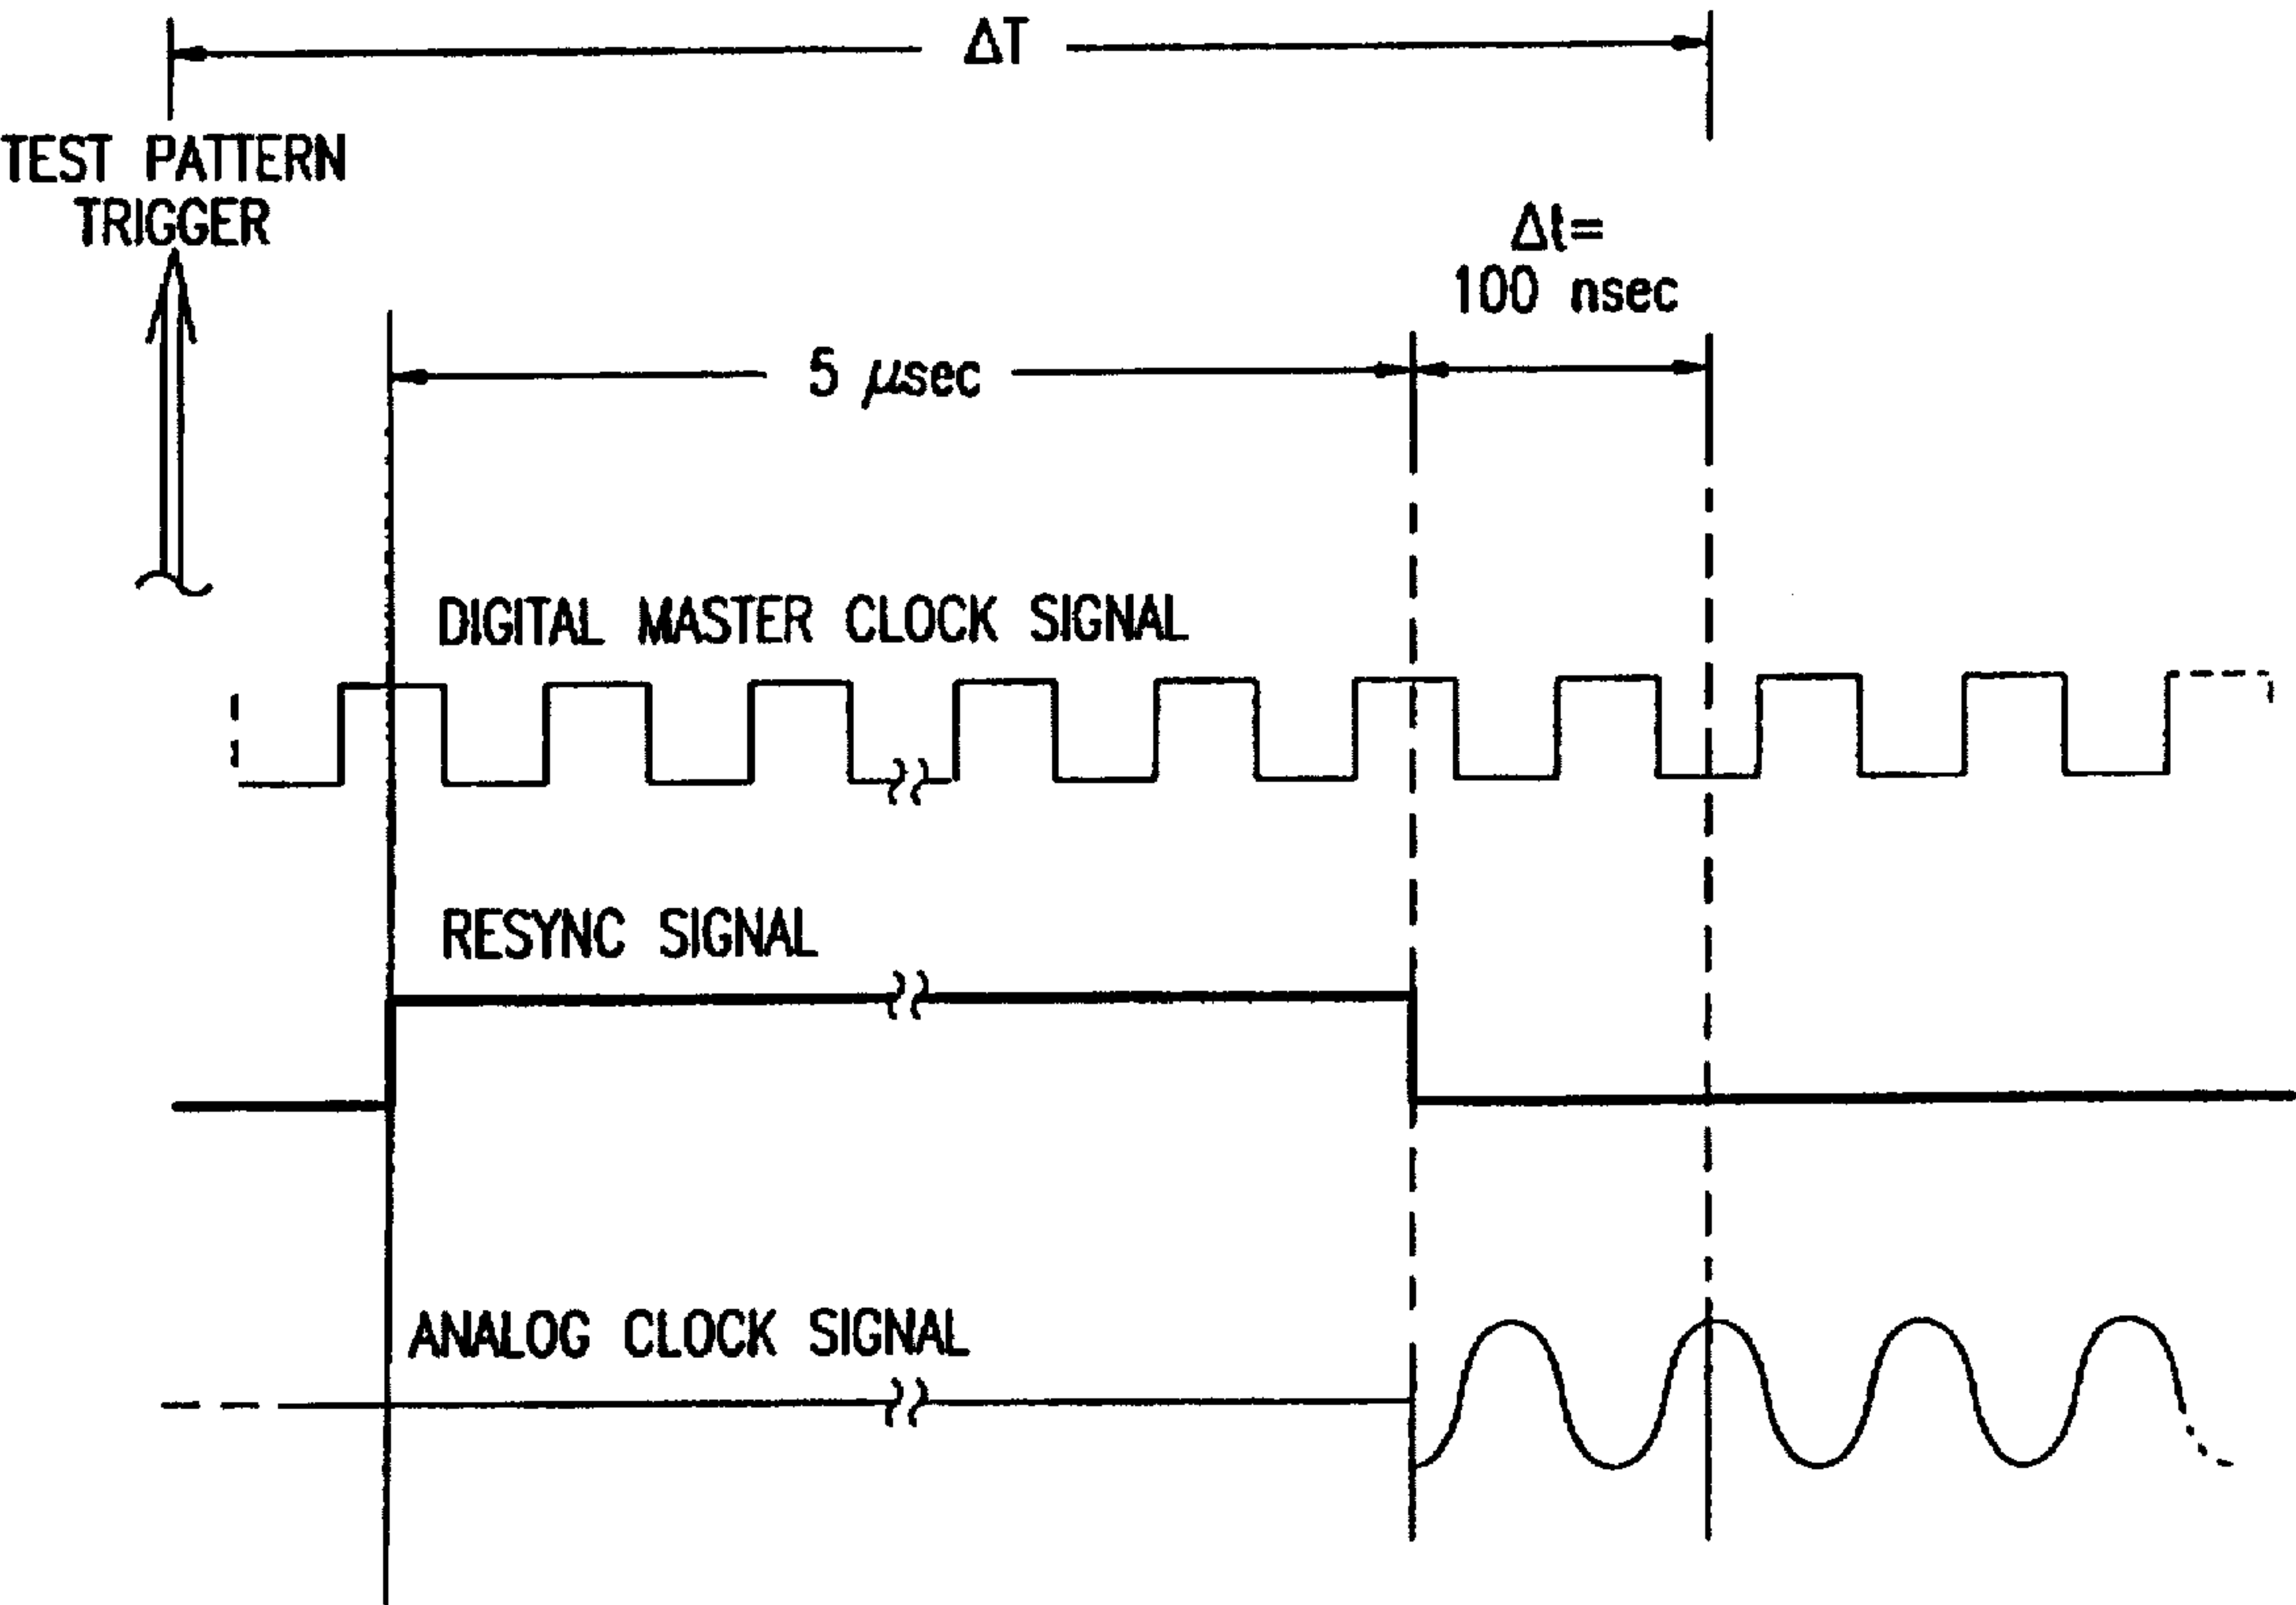 ΔT
TEST PATTERN
TRIGGER
Δt=
100 nsec
5 μsec
DIGITAL MASTER CLOCK SIGNAL
RESYNC SIGNAL
ANALOG CLOCK SIGNAL